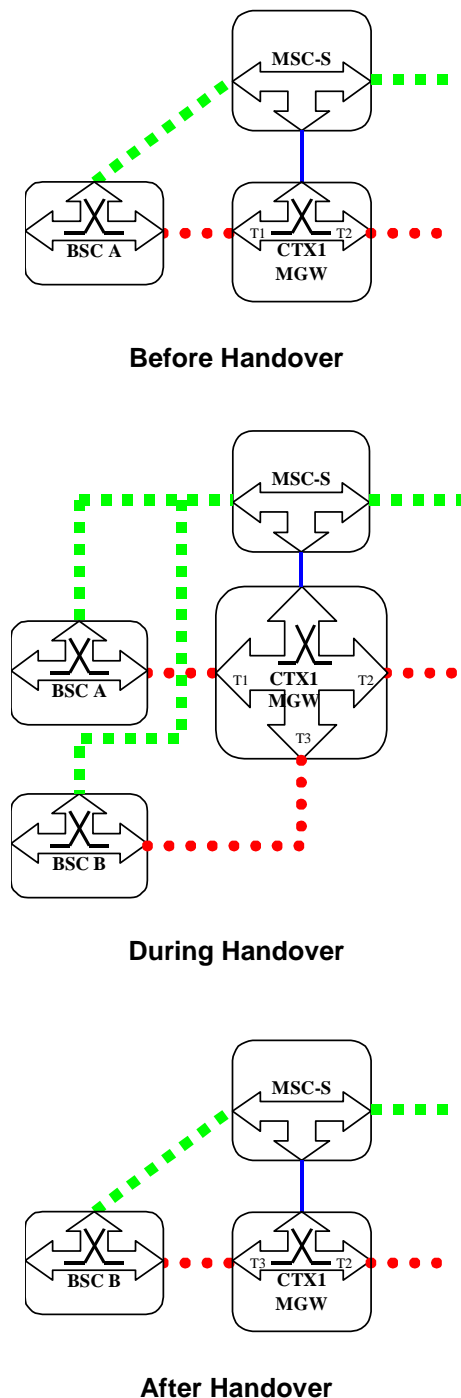 MSC-S
BSC A
T1
T2
CTX1
MGW
Before Handover
MSC-S
BSC A
T1
CTX1
T2
MGW
T3
BSC B
During Handover
MSC-S
BSC B
T3
T2
CTX1
MGW
After Handover